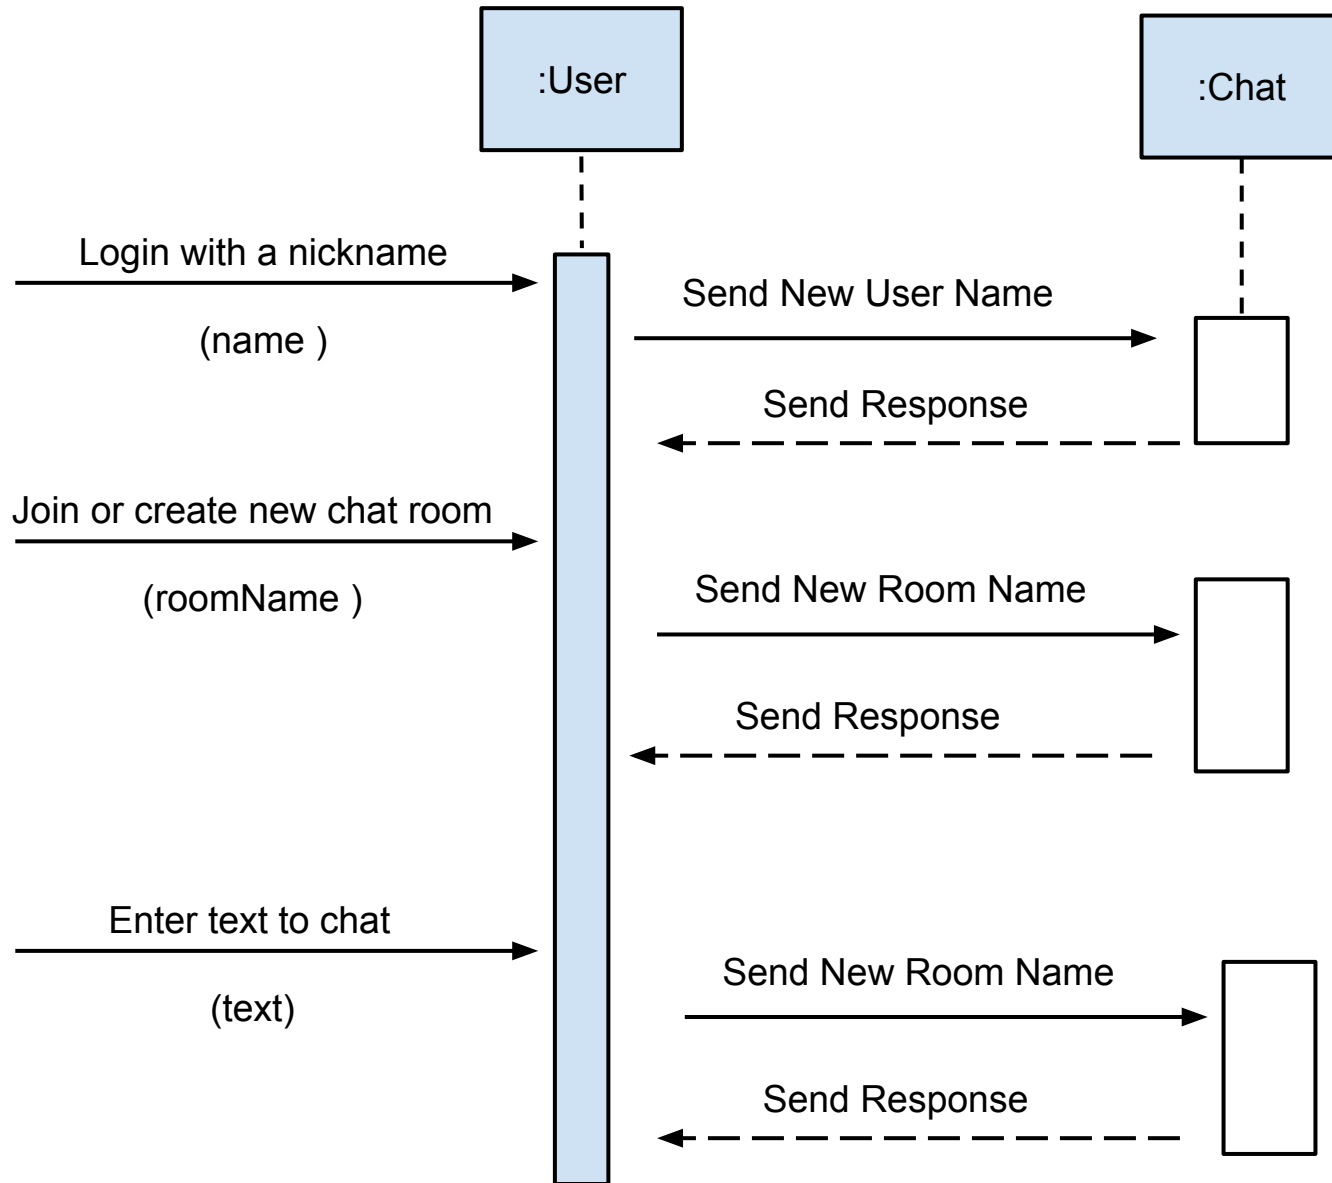 :User
:Chat
Login with a nickname
(name )
Send New User Name
Send Response
Join or create new chat room
(roomName )
Send New Room Name
Send Response
Enter text to chat
(text)
Send New Room Name
Send Response